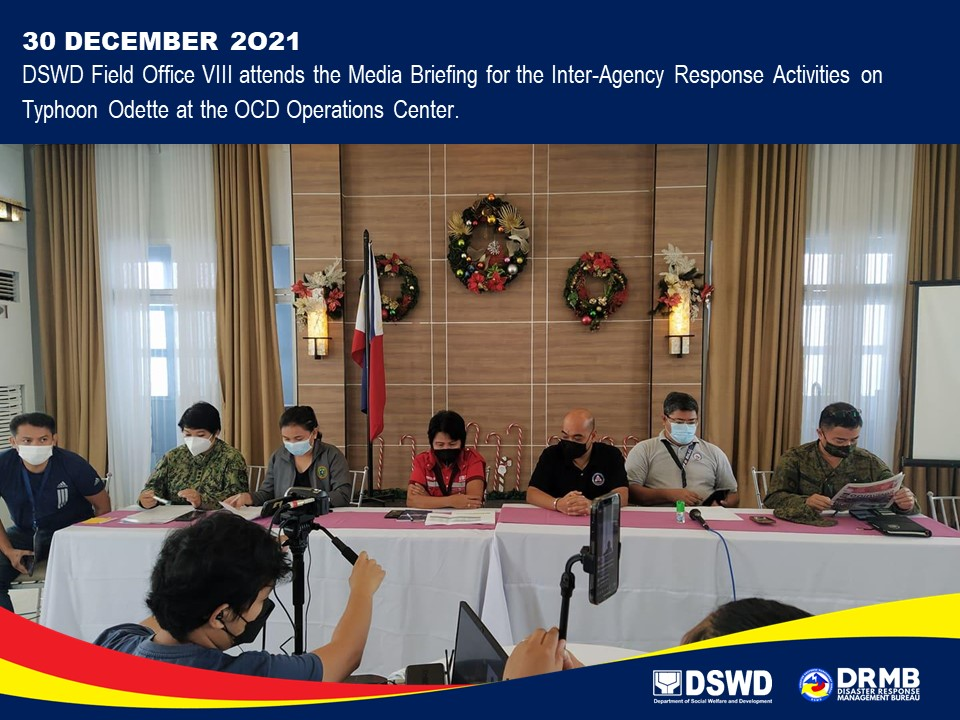 30 DECEMBER 2O21
DSWD Field Office VIII attends the Media Briefing for the Inter-Agency Response Activities on
Typhoon Odette at the OCD Operations Center.
DSWD
Department of Social Welfare and Development
DRMB
DISASTER RESPONSE
MANAGEMENT BUREAU